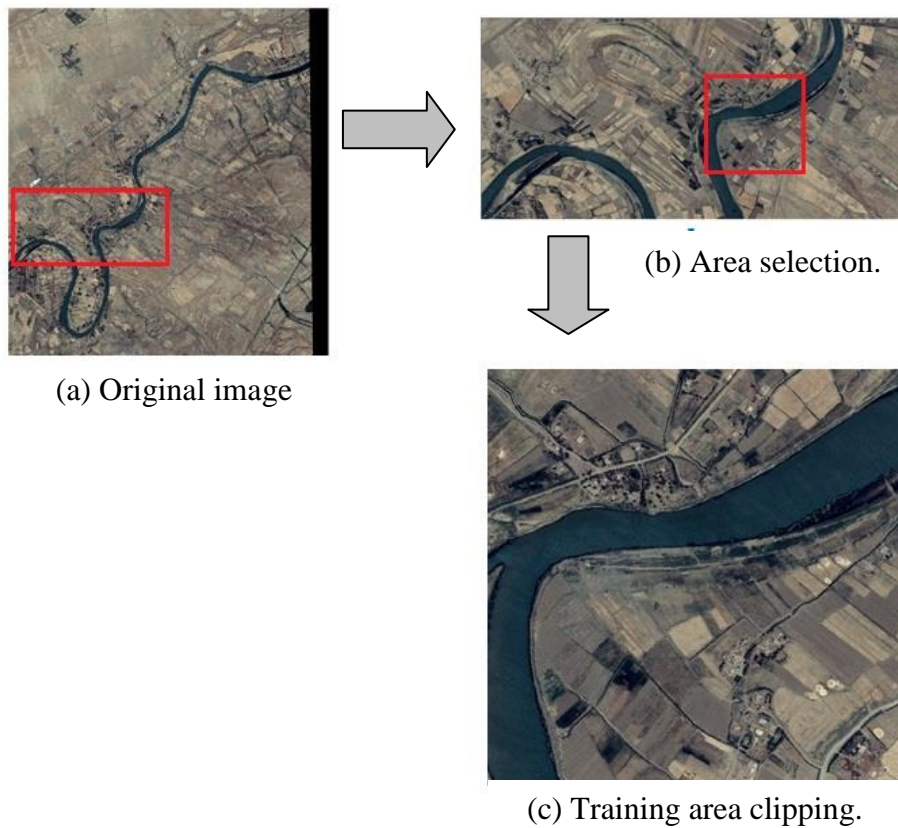 (a) Original image
(b) Area selection.
(c) Training area clipping.